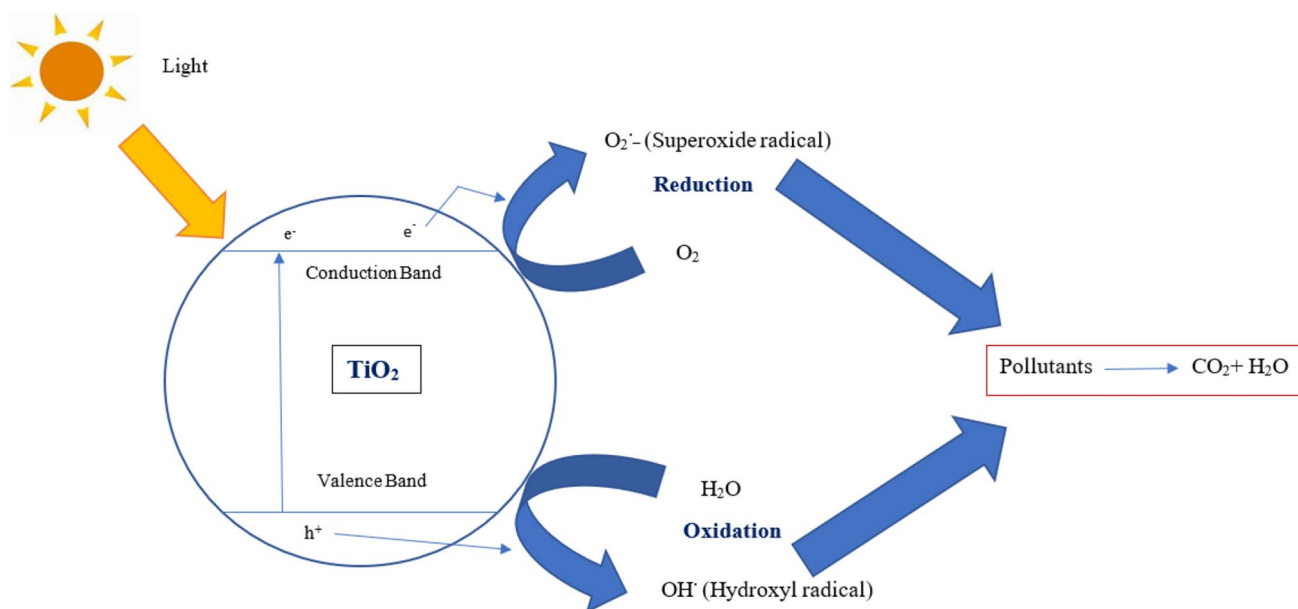 Light
O₂˙– (Superoxide radical)
Reduction
e⁻
e⁻
O₂
Conduction Band
TiO₂
Pollutants
CO₂+ H₂O
Valence Band
H₂O
Oxidation
h⁺
OH˙ (Hydroxyl radical)